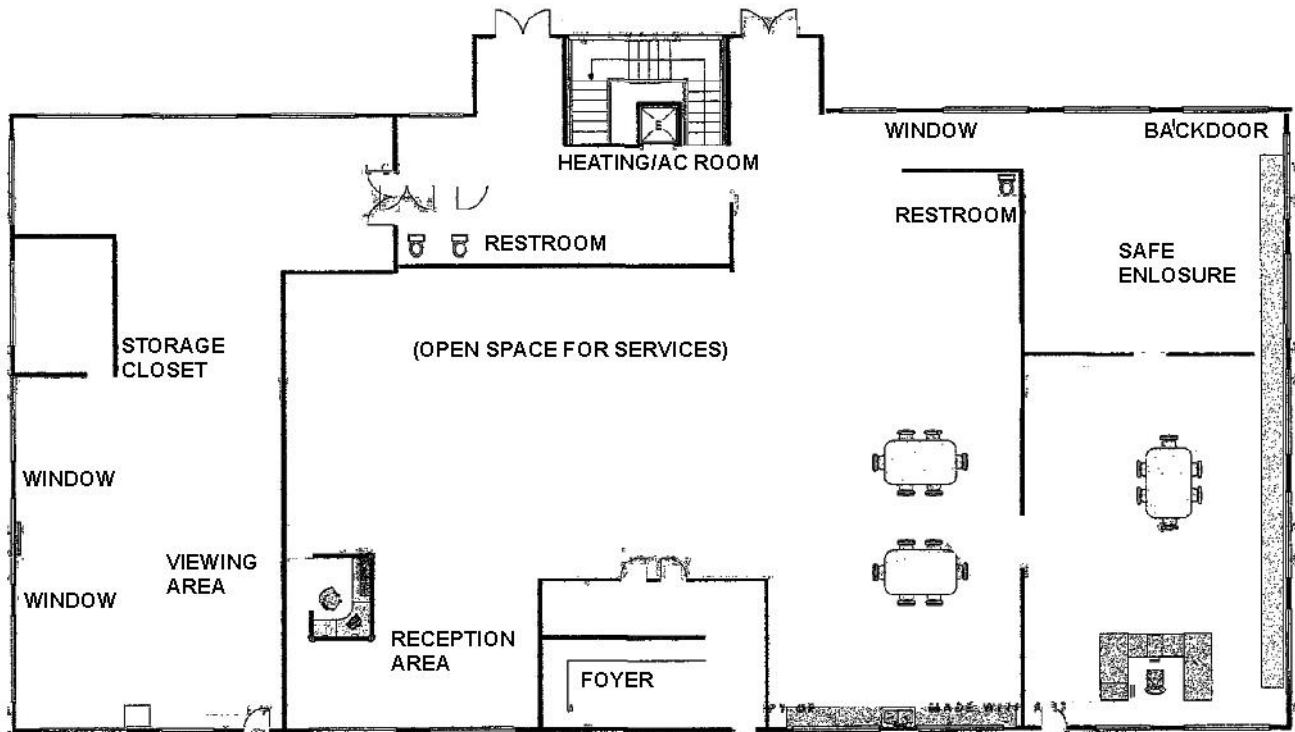 WINDOW
BACKDOOR
HEATING/AC ROOM
RESTROOM
RESTROOM
SAFE
ENLOSURE
STORAGE
CLOSET
(OPEN SPACE FOR SERVICES)
WINDOW
VIEWING
AREA
WINDOW
RECEPTION
AREA
FOYER